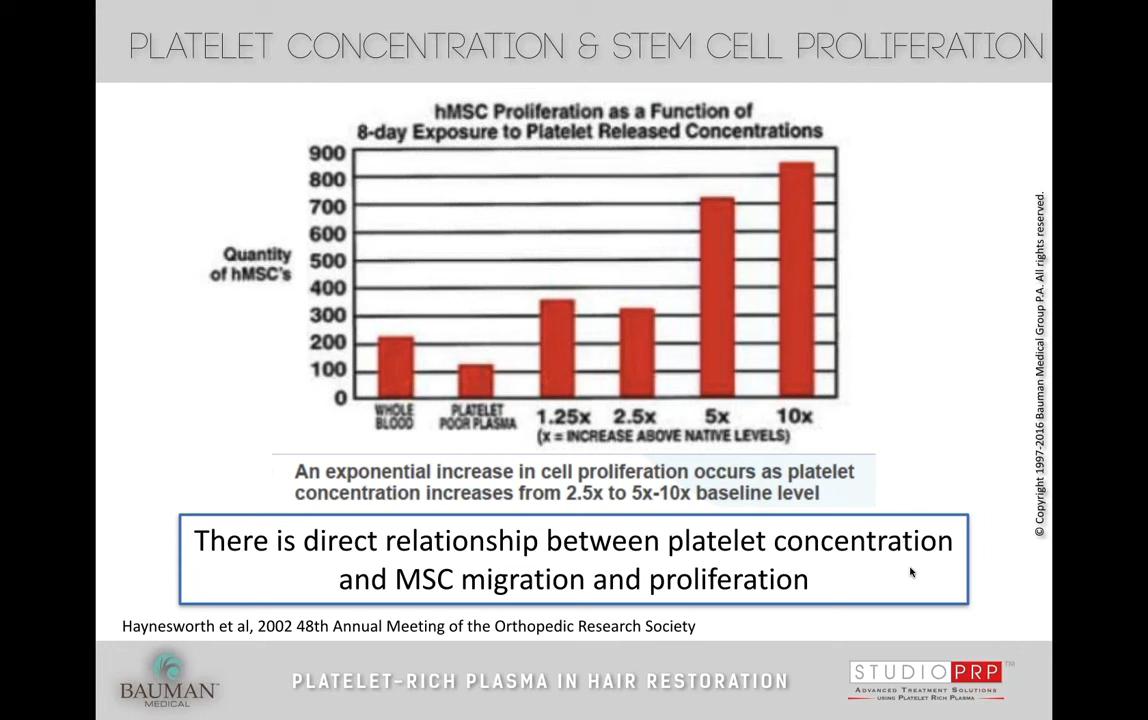 PLATELET CONCENTRATION & STEM CELL PROLIFERATION
hMSC Proliferation as a Function of
8-day Exposure to Platelet Released Concentrations
900
800
700
600
500
400
300
200
100
0
Quantity
of hMSC's
WHOLE
BLOOD
PLATELET
POOR PLASMA
1.25x
2.5x
5x
10x
(x = INCREASE ABOVE NATIVE LEVELS)
An exponential increase in cell proliferation occurs as platelet
concentration increases from 2.5x to 5x-10x baseline level
There is direct relationship between platelet concentration
and MSC migration and proliferation
Haynesworth et al, 2002 48th Annual Meeting of the Orthopedic Research Society
© Copyright 1997-2016 Bauman Medical Group P.A. All rights reserved.
BAUMAN™
MEDICAL
PLATELET-RICH PLASMA IN HAIR RESTORATION
STUDIO PRP™
ADVANCED TREATMENT SOLUTIONS
USING PLATELET RICH PLASMA